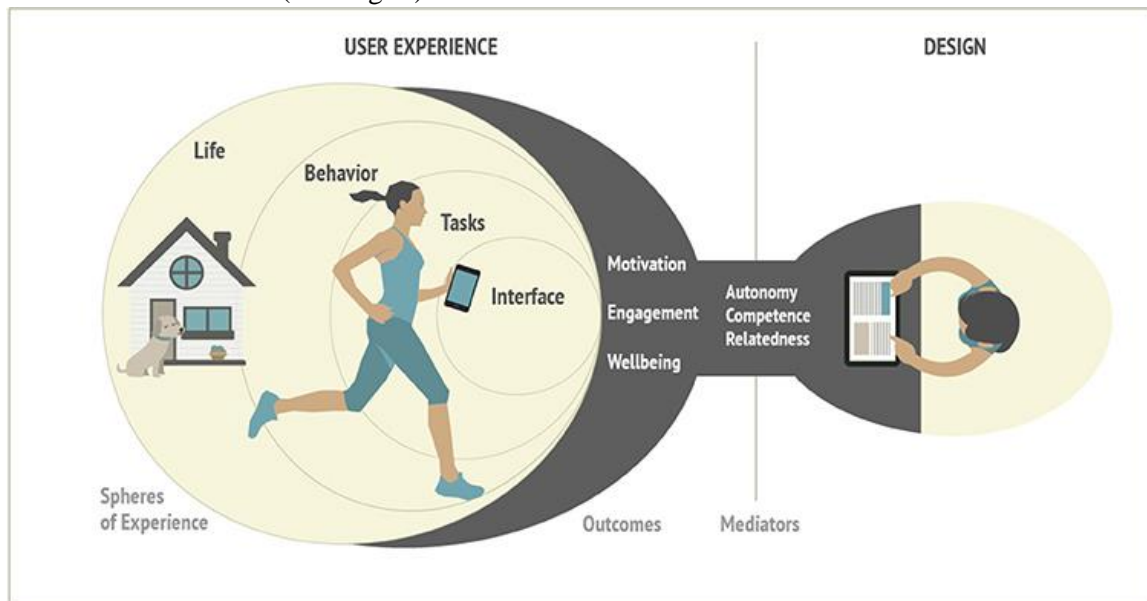 USER EXPERIENCE
DESIGN
Life
Behavior
Tasks
Interface
Motivation
Engagement
Wellbeing
Autonomy
Competence
Relatedness
Spheres
of Experience
Outcomes
Mediators